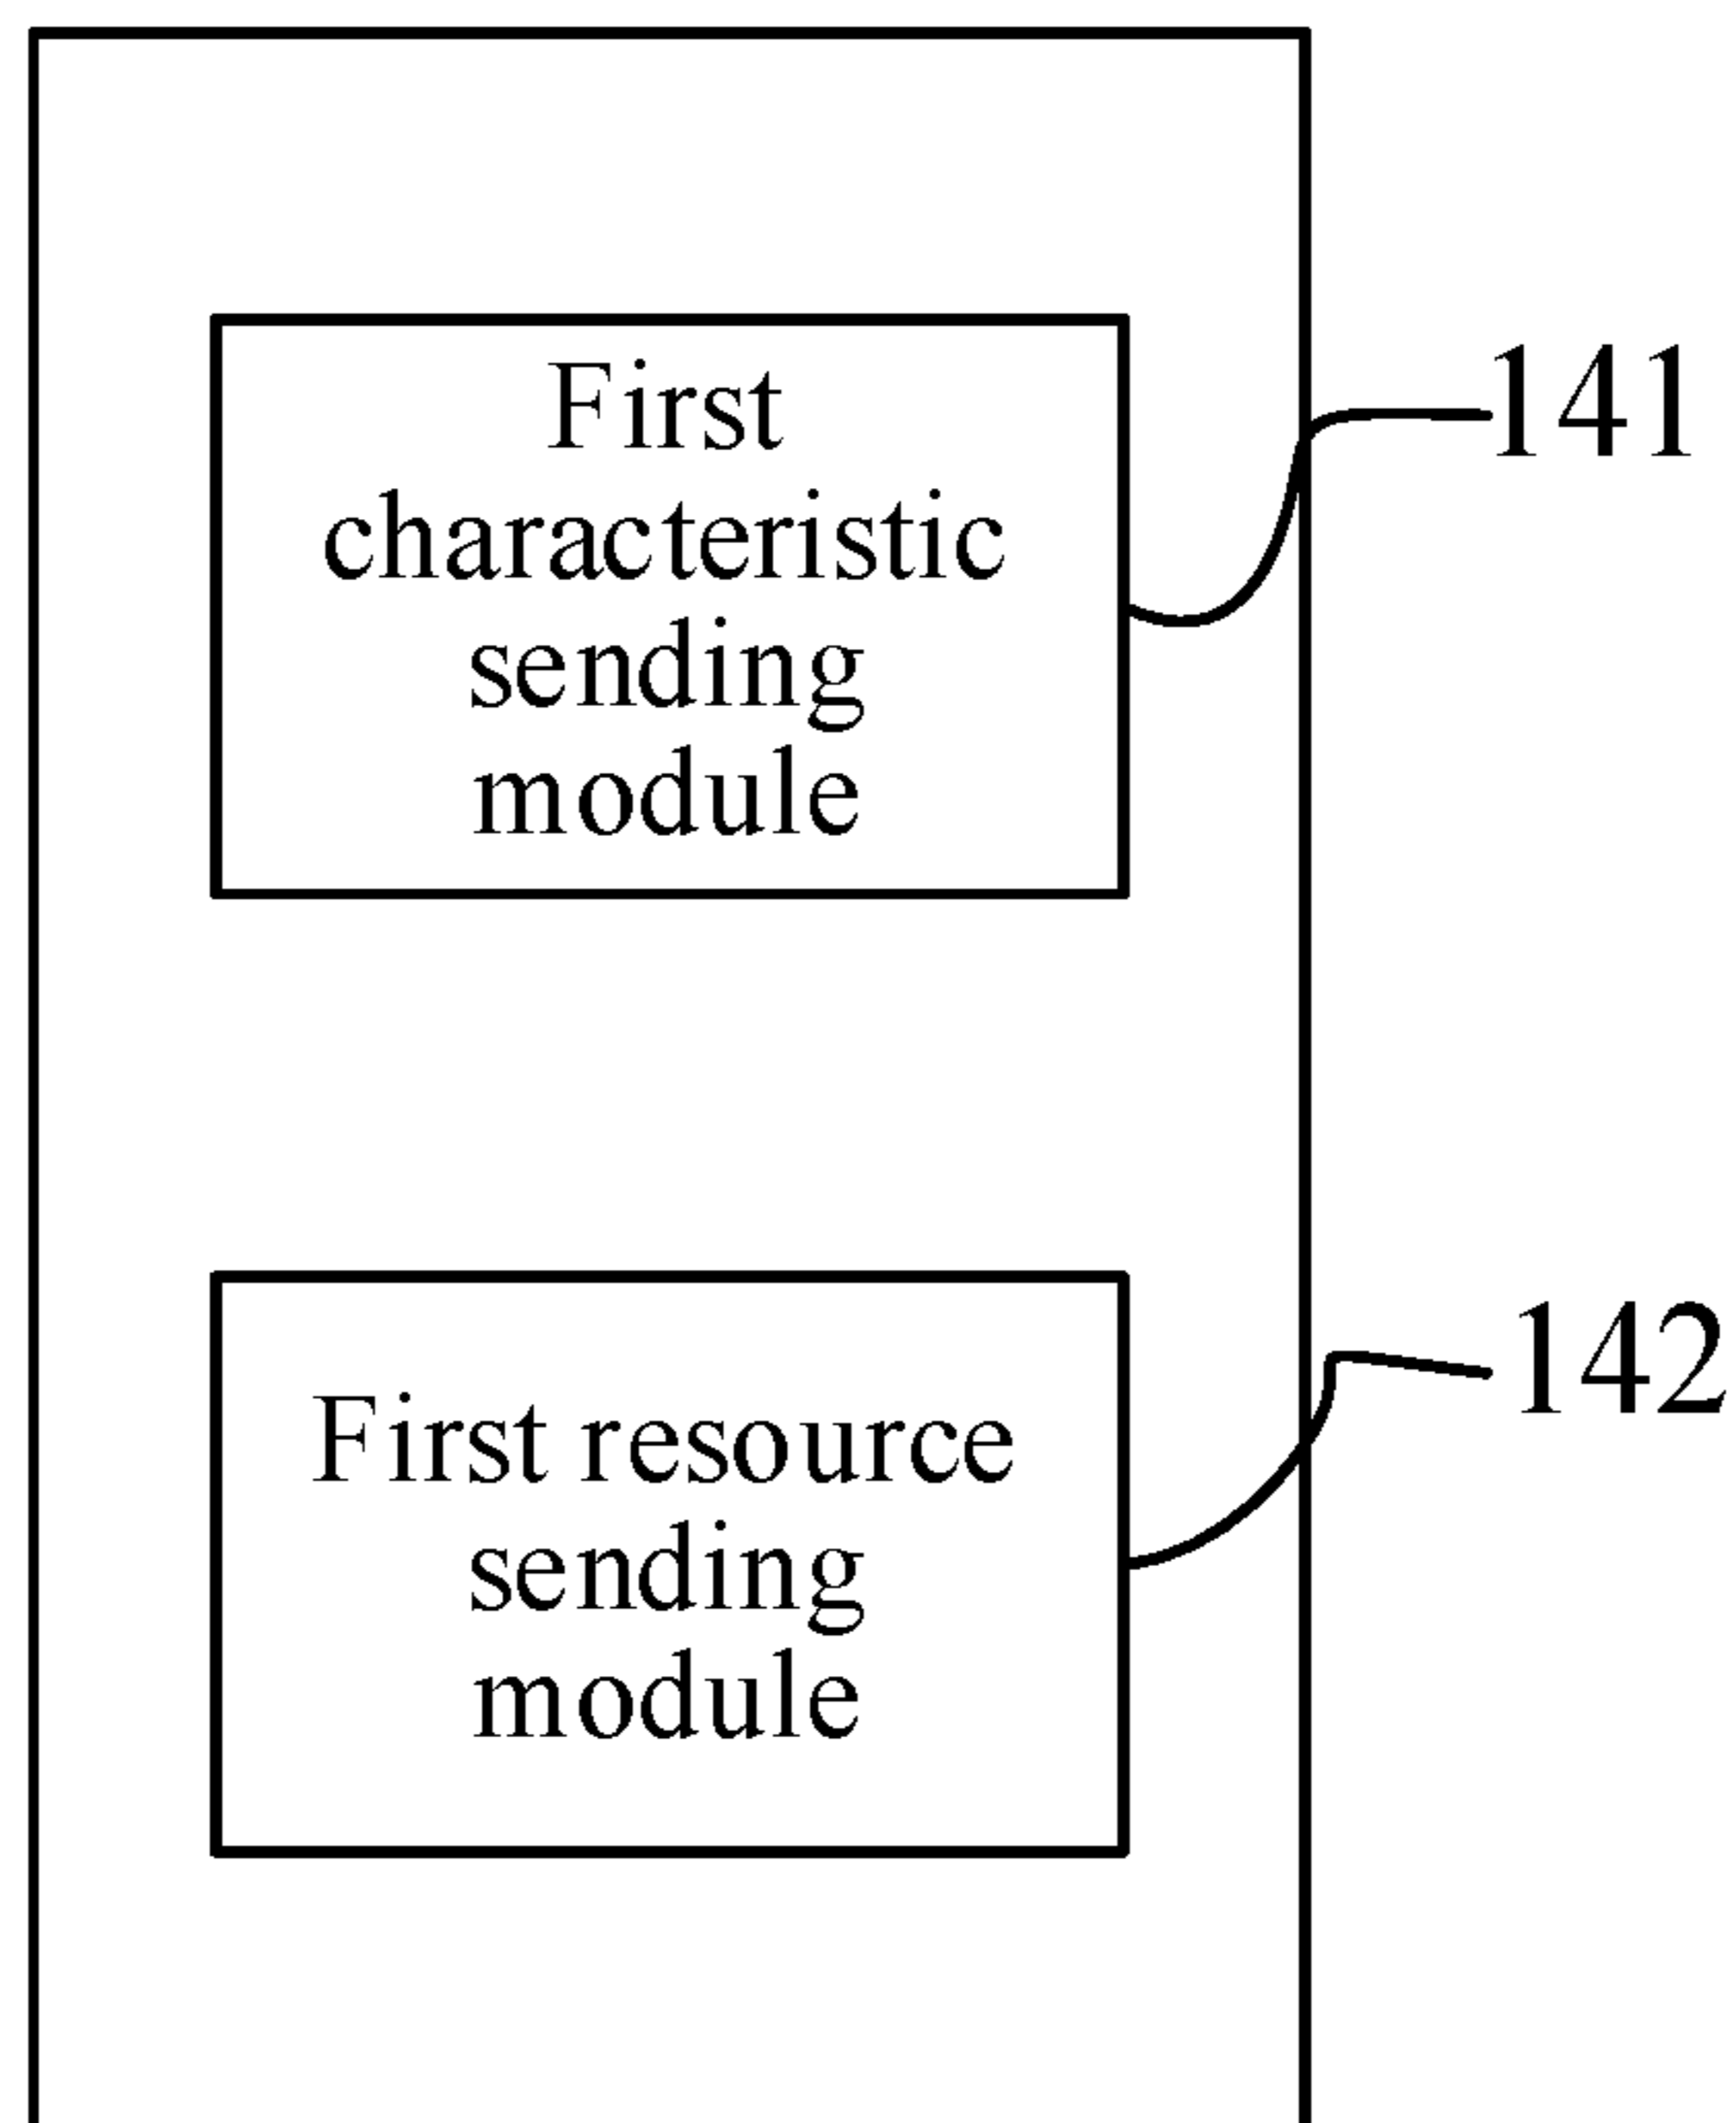 First
characteristic
sending
module
141
First resource
sending
module
142